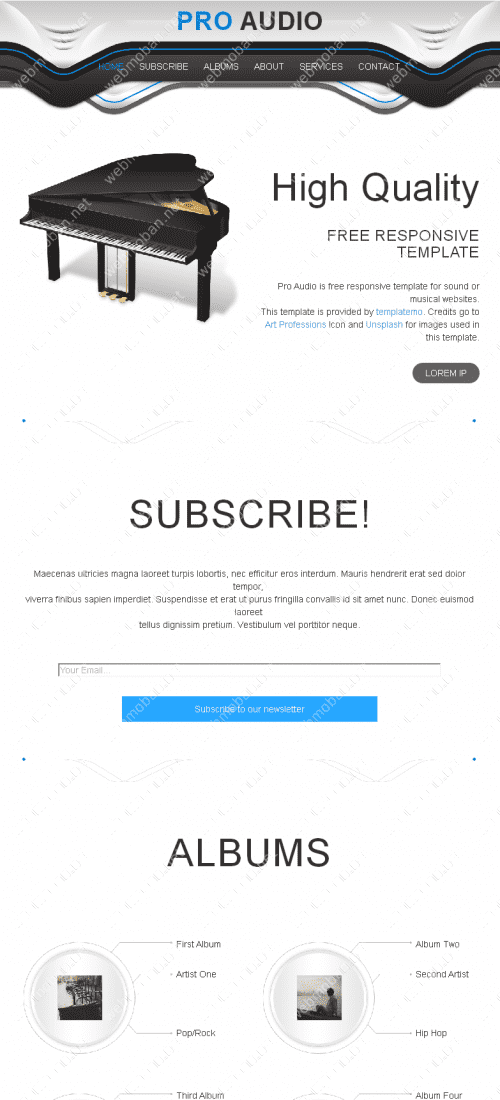 PRO AUDIO
HOME SUBSCRIBE ALBUMS ABOUT SERVICES CONTACT
High Quality
FREE RESPONSIVE
TEMPLATE
Pro Audio is free responsive template for sound or
musical websites.
This template is provided by templatemo. Credits go to
Art Professions Icon and Unsplash for images used in
this template.
LOREM IP
SUBSCRIBE!
Maecenas ultricies magna laoreet turpis lobortis, nec efficitur eros interdum. Mauris hendrerit erat sed dolor
tempor,
viverra finibus sapien imperdiet. Suspendisse et erat ut purus fringilla convallis id sit amet nunc. Donec euismod
laoreet
tellus dignissim pretium. Vestibulum vel porttitor neque.
Your Email...
Subscribe to our newsletter
ALBUMS
First Album
Artist One
Pop/Rock
Album Two
Second Artist
Hip Hop
Third Album
Album Four